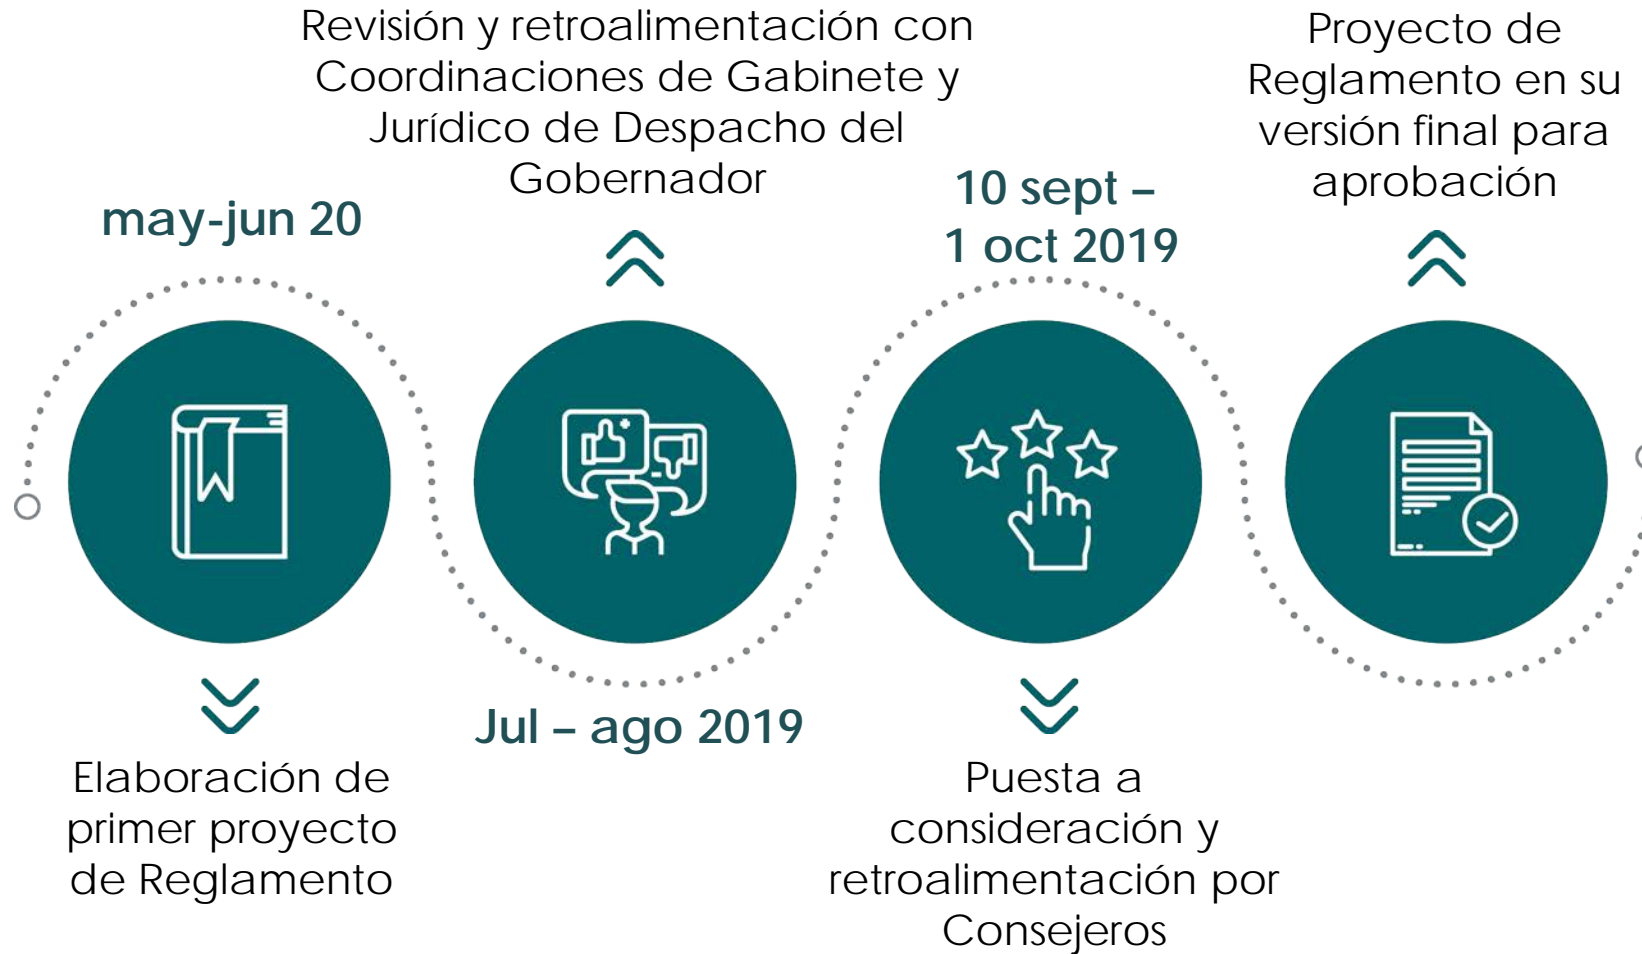 Revisión y retroalimentación con
Coordinaciones de Gabinete y
Jurídico de Despacho del
Gobernador
Proyecto de
Reglamento en su
versión final para
aprobación
may-jun 20
10 sept –
1 oct 2019
Jul – ago 2019
Elaboración de
primer proyecto
de Reglamento
Puesta a
consideración y
retroalimentación por
Consejeros